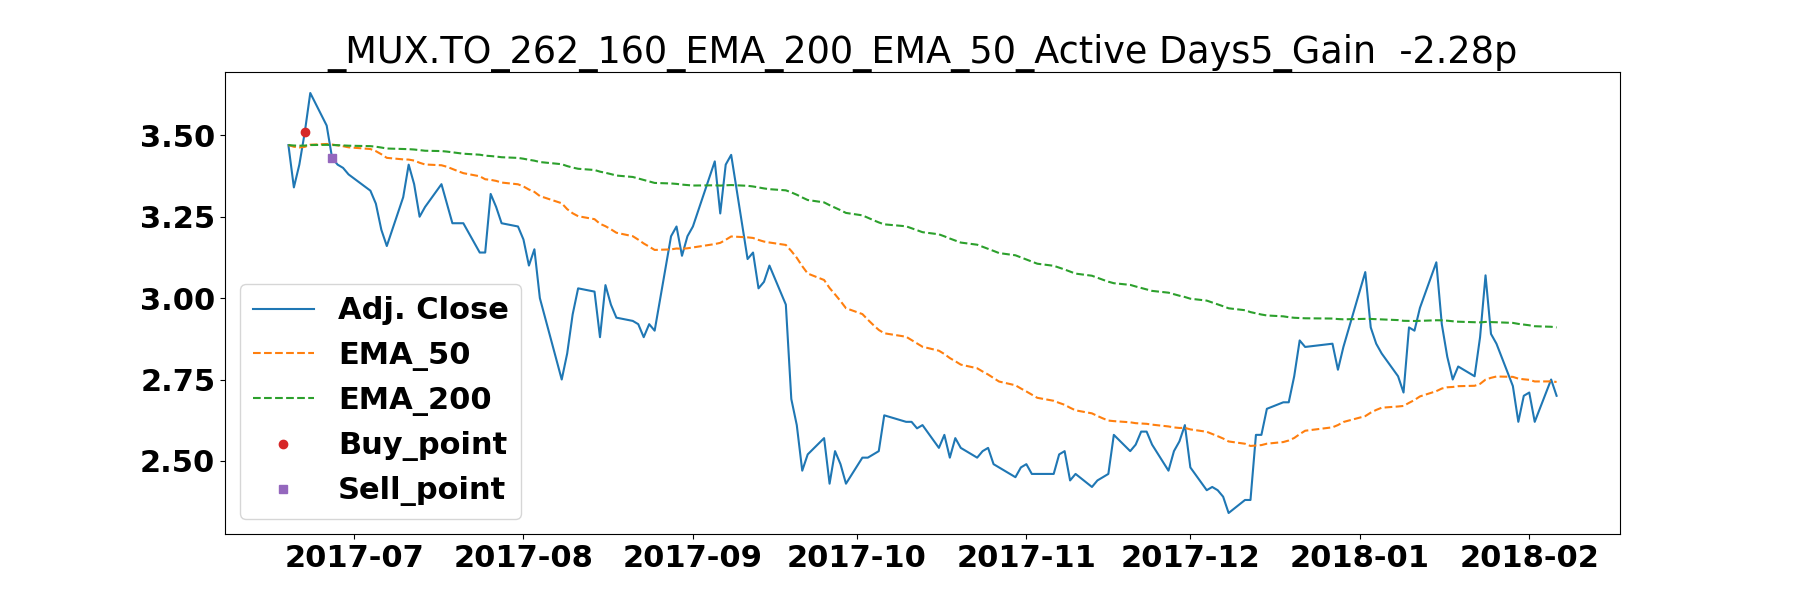 _MUX.TO_262_160_EMA_200_EMA_50_Active Days5_Gain  -2.28p
3.50
3.25
3.00
2.75
2.50
Adj. Close
EMA_50
EMA_200
Buy_point
Sell_point
2017-07 2017-08 2017-09 2017-10 2017-11 2017-12 2018-01 2018-02